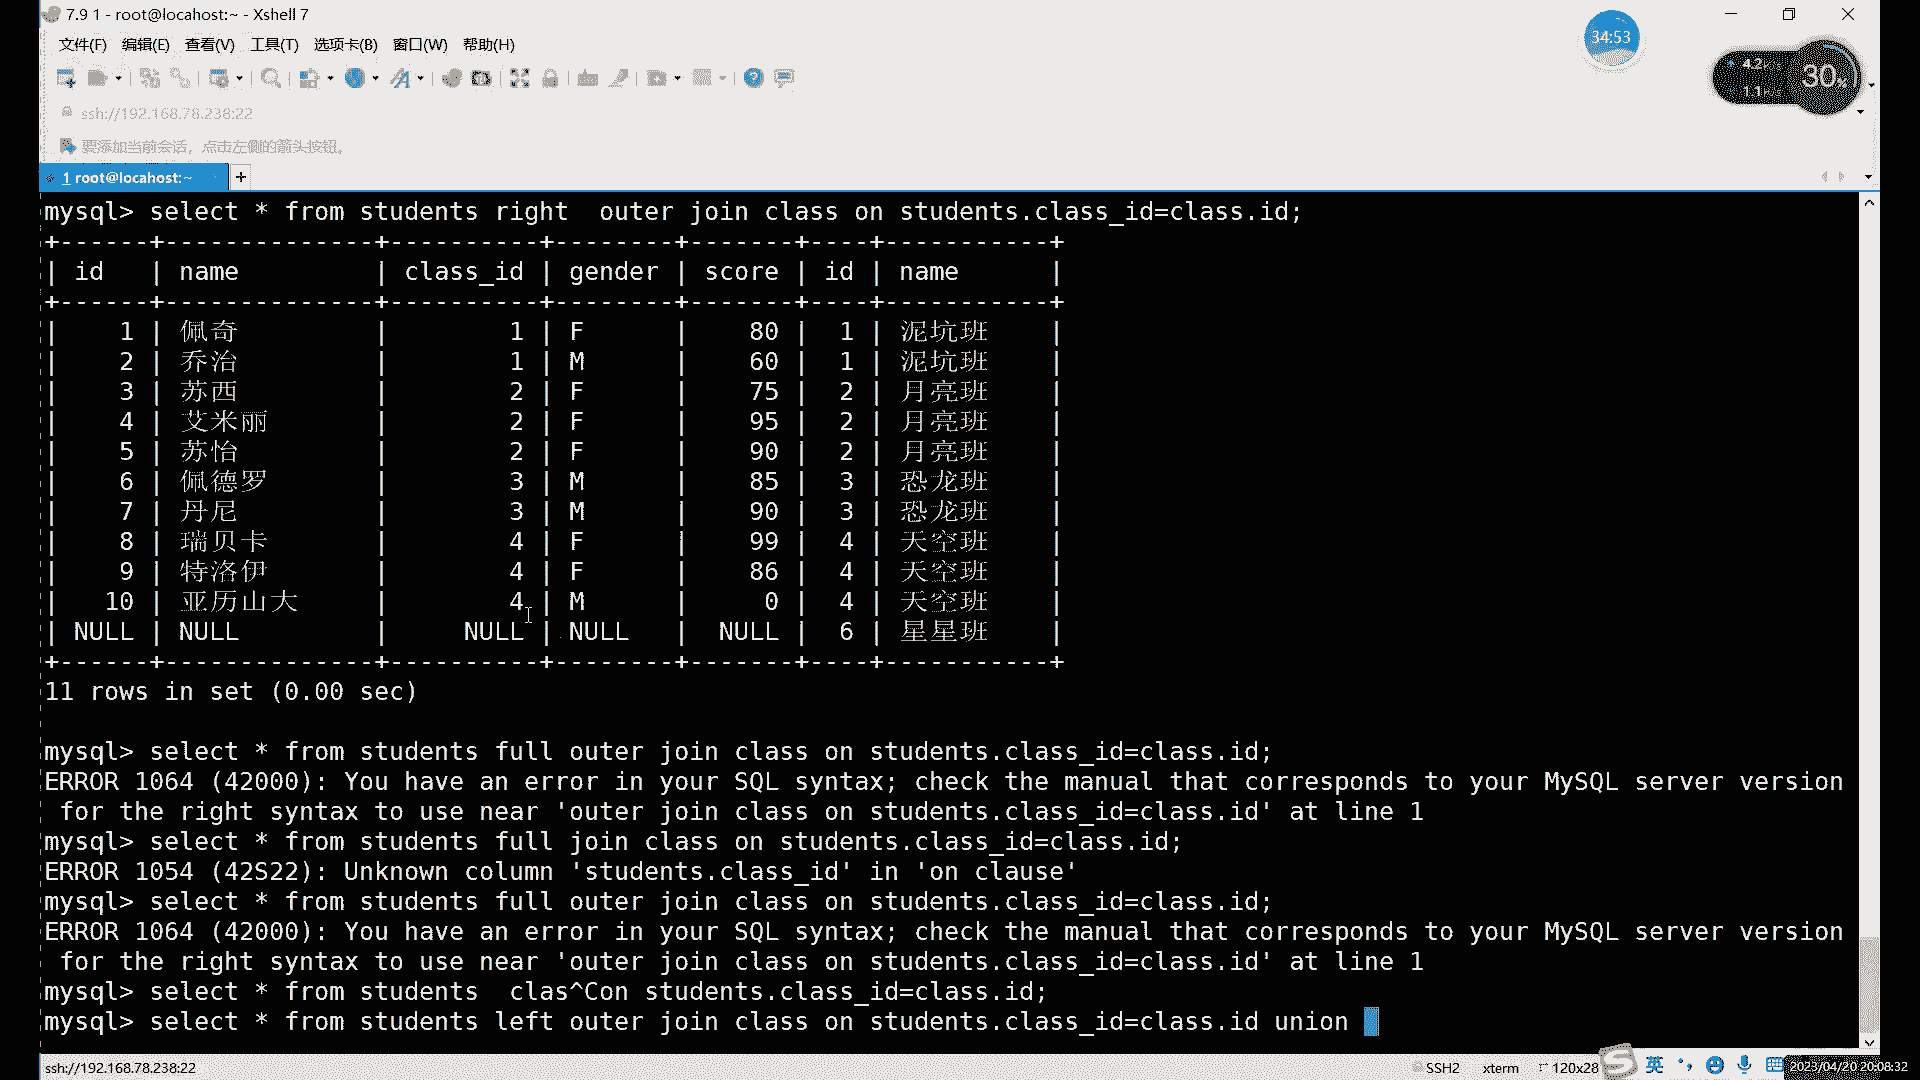 7.9 1 - root@locahost:~ - Xshell 7
34:53
文件(F) 编辑(E) 查看(V) 工具(T) 选项卡(B) 窗口(W) 帮助(H)
30%
ssh://192.168.78.238:22
要添加当前会话，点击左侧的箭头按钮。
1 root@locahost:~
mysql> select * from students right  outer join class on students.class_id=class.id;
+------+--------------+----------+--------+-------+----+-----------+
| id   | name         | class_id | gender | score | id | name      |
+------+--------------+----------+--------+-------+----+-----------+
|    1 | 佩奇         |        1 | F      |    80 |  1 | 泥坑班    |
|    2 | 乔治         |        1 | M      |    60 |  1 | 泥坑班    |
|    3 | 苏西         |        2 | F      |    75 |  2 | 月亮班    |
|    4 | 艾米丽       |        2 | F      |    95 |  2 | 月亮班    |
|    5 | 苏怡         |        2 | F      |    90 |  2 | 月亮班    |
|    6 | 佩德罗       |        3 | M      |    85 |  3 | 恐龙班    |
|    7 | 丹尼         |        3 | M      |    90 |  3 | 恐龙班    |
|    8 | 瑞贝卡       |        4 | F      |    99 |  4 | 天空班    |
|    9 | 特洛伊       |        4 | F      |    86 |  4 | 天空班    |
|   10 | 亚历山大     |        4 | M      |     0 |  4 | 天空班    |
| NULL | NULL         |     NULL | NULL   |  NULL |  6 | 星星班    |
+------+--------------+----------+--------+-------+----+-----------+
11 rows in set (0.00 sec)
mysql> select * from students full outer join class on students.class_id=class.id;
ERROR 1064 (42000): You have an error in your SQL syntax; check the manual that corresponds to your MySQL server version
 for the right syntax to use near 'outer join class on students.class_id=class.id' at line 1
mysql> select * from students full join class on students.class_id=class.id;
ERROR 1054 (42S22): Unknown column 'students.class_id' in 'on clause'
mysql> select * from students full outer join class on students.class_id=class.id;
ERROR 1064 (42000): You have an error in your SQL syntax; check the manual that corresponds to your MySQL server version
 for the right syntax to use near 'outer join class on students.class_id=class.id' at line 1
mysql> select * from students  clas^Con students.class_id=class.id;
mysql> select * from students left outer join class on students.class_id=class.id union
ssh://192.168.78.238:22 SSH2 xterm 120x28 英 2023/04/20 20:08:32